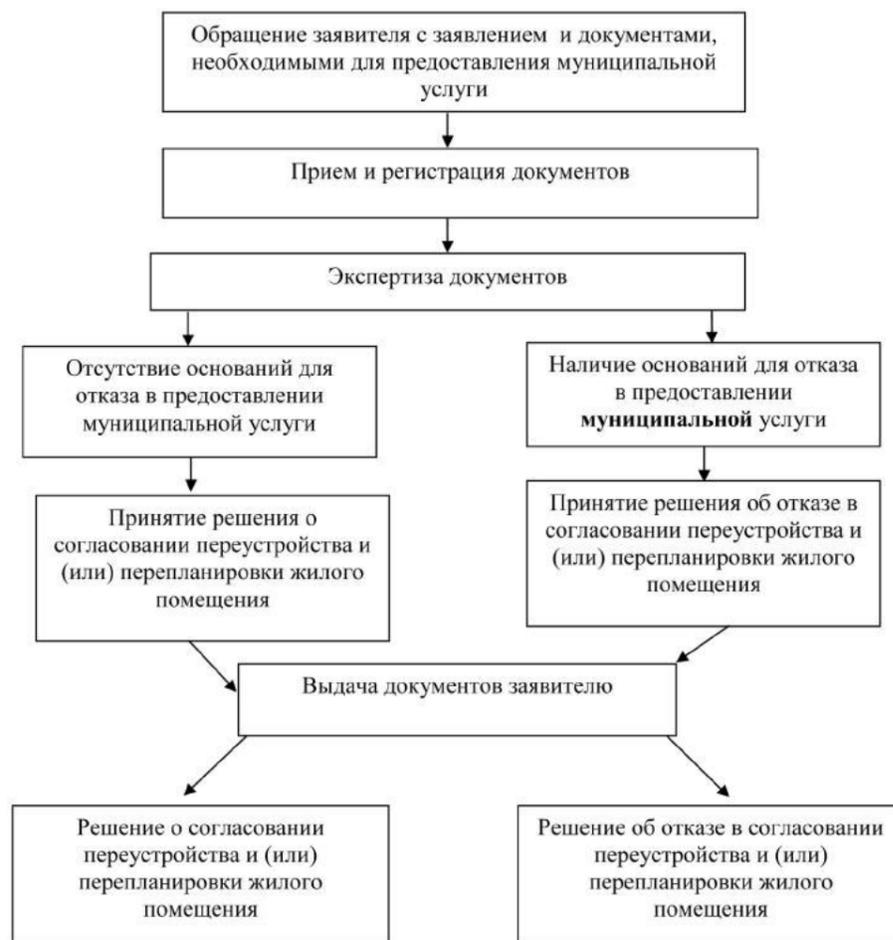 Обращение заявителя с заявлением и документами,
необходимыми для предоставления муниципальной
услуги
Прием и регистрация документов
Экспертиза документов
Отсутствие оснований для
отказа в предоставлении
муниципальной услуги
Наличие оснований для отказа
в предоставлении
муниципальной услуги
Принятие решения о
согласовании переустройства и
(или) перепланировки жилого
помещения
Принятие решения об отказе в
согласовании переустройства и
(или) перепланировки жилого
помещения
Выдача документов заявителю
Решение о согласовании
переустройства и (или)
перепланировки жилого
помещения
Решение об отказе в согласовании
переустройства и (или)
перепланировки жилого
помещения